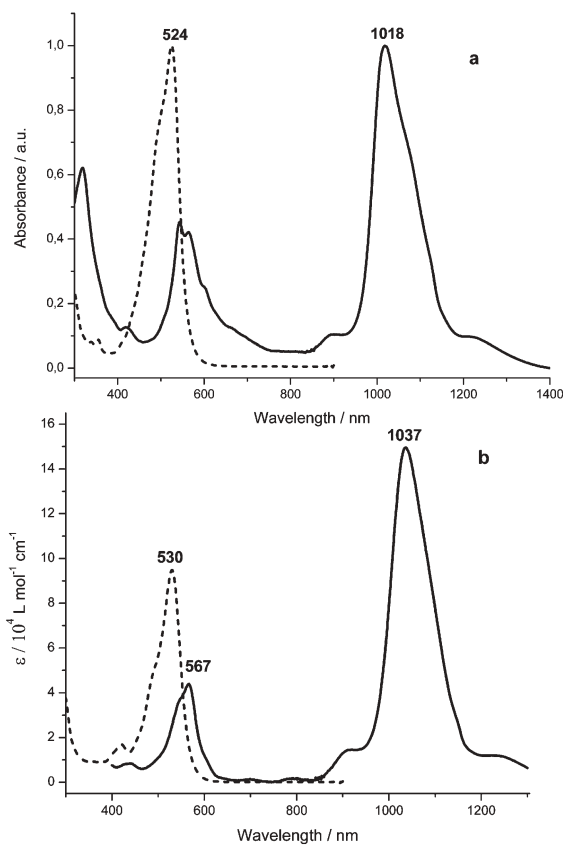 524
1018
a
1,0
0,8
0,6
0,4
0,2
0,0
Absorbance / a.u.
400 600 800 1000 1200 1400
Wavelength / nm
1037
b
530
567
16
14
12
10
8
6
4
2
0
ε / 10⁴ L mol⁻¹ cm⁻¹
400 600 800 1000 1200
Wavelength / nm